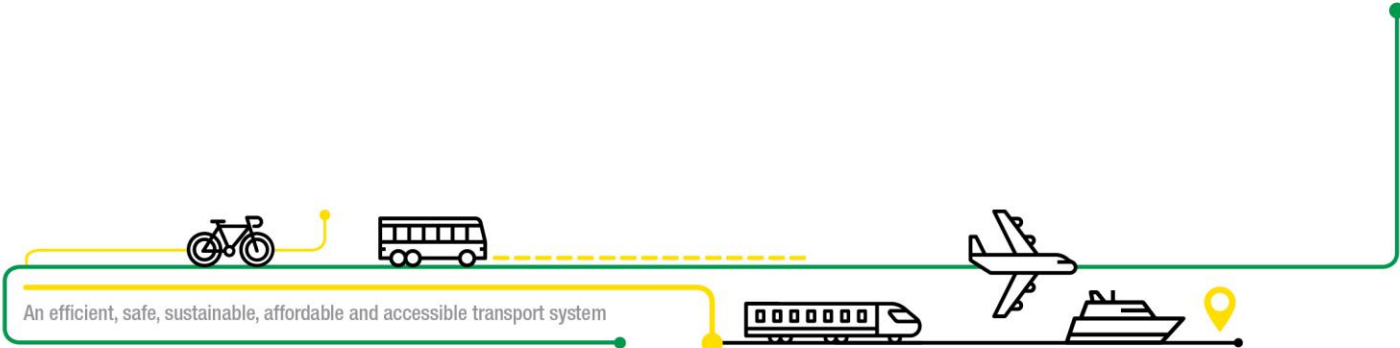 An efficient, safe, sustainable, affordable and accessible transport system